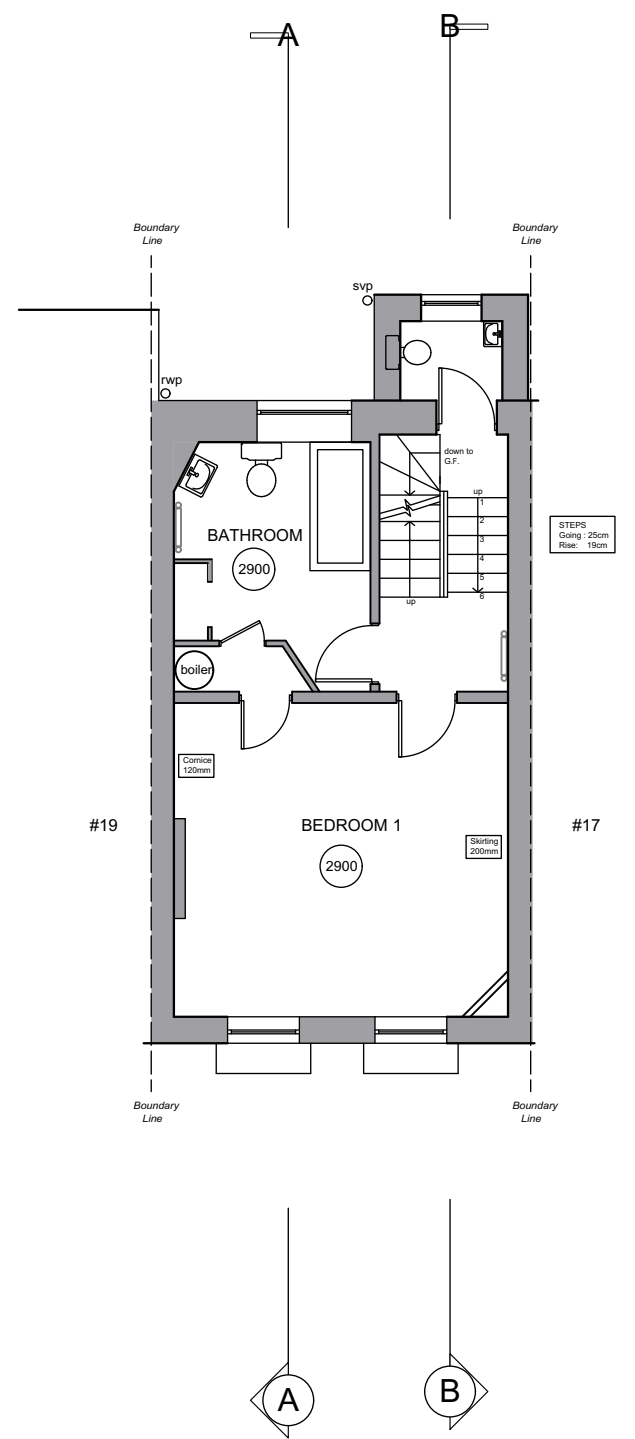 A
B
Boundary
Line
Boundary
Line
svp
rwp
down to
G.F.
up
1
2
3
4
5
6
up
STEPS
Going : 25cm
Rise: 19cm
BATHROOM
2900
boiler
Cornice
120mm
#19
BEDROOM 1
#17
Skirting
200mm
2900
Boundary
Line
Boundary
Line
A
B